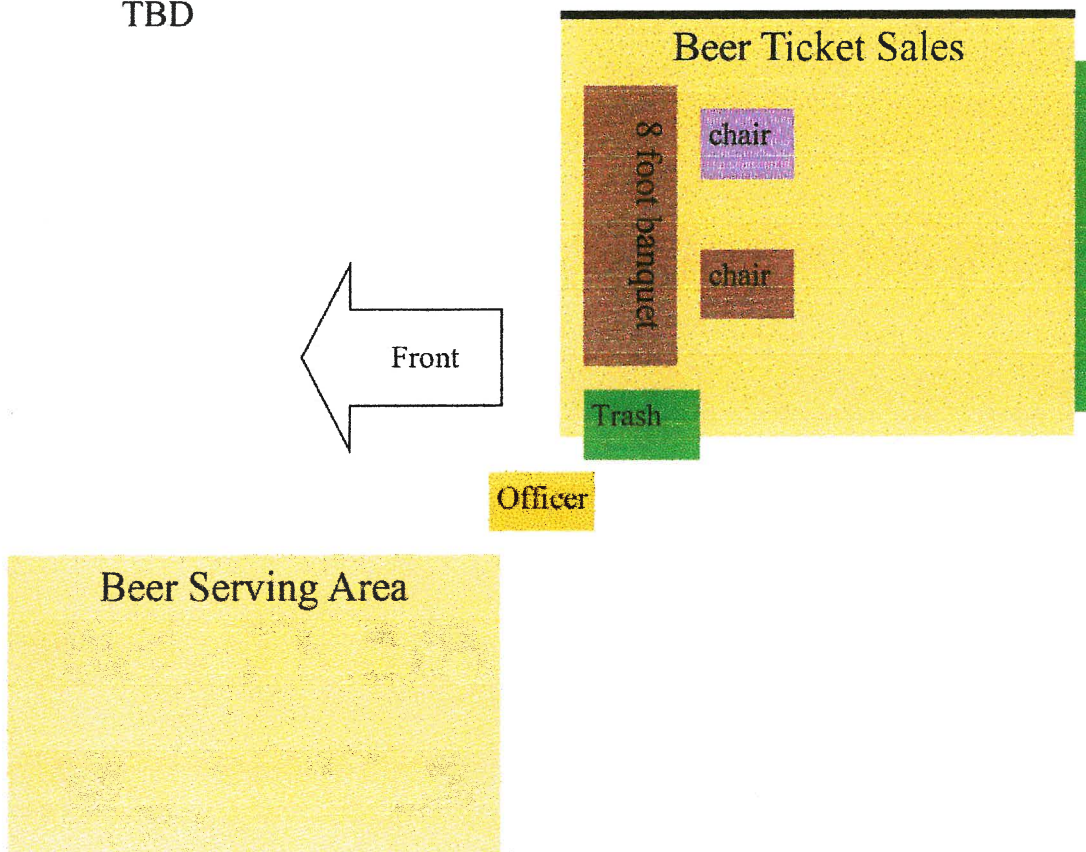 TBD
Beer Ticket Sales
8 foot banquet
chair
chair
Front
Trash
Officer
Beer Serving Area